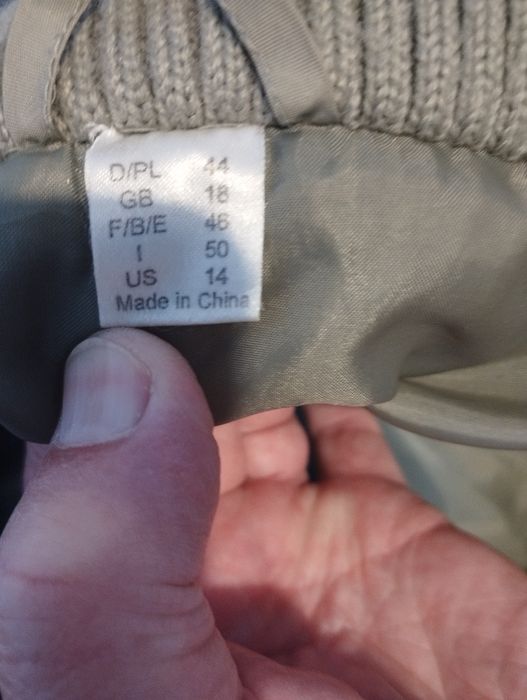 D/PL 44
GB 18
F/B/E 46
I 50
US 14
Made in China